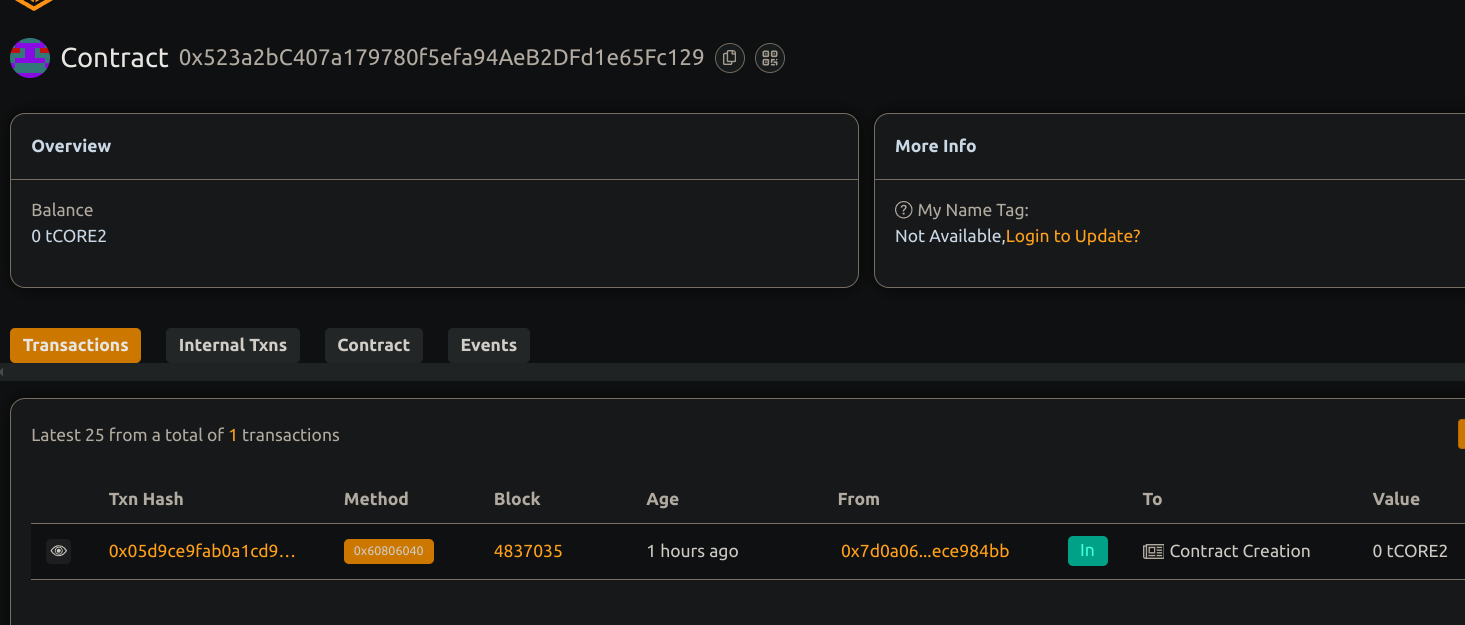 Contract 0x523a2bC407a179780f5efa94AeB2DFd1e65Fc129
Overview
Balance
0 tCORE2
More Info
My Name Tag:
Not Available,Login to Update?
Transactions Internal Txns Contract Events
Latest 25 from a total of 1 transactions
Txn Hash Method Block Age From To Value
0x05d9ce9fab0a1cd9... 0x60806040 4837035 1 hours ago 0x7d0a06...ece984bb In Contract Creation 0 tCORE2